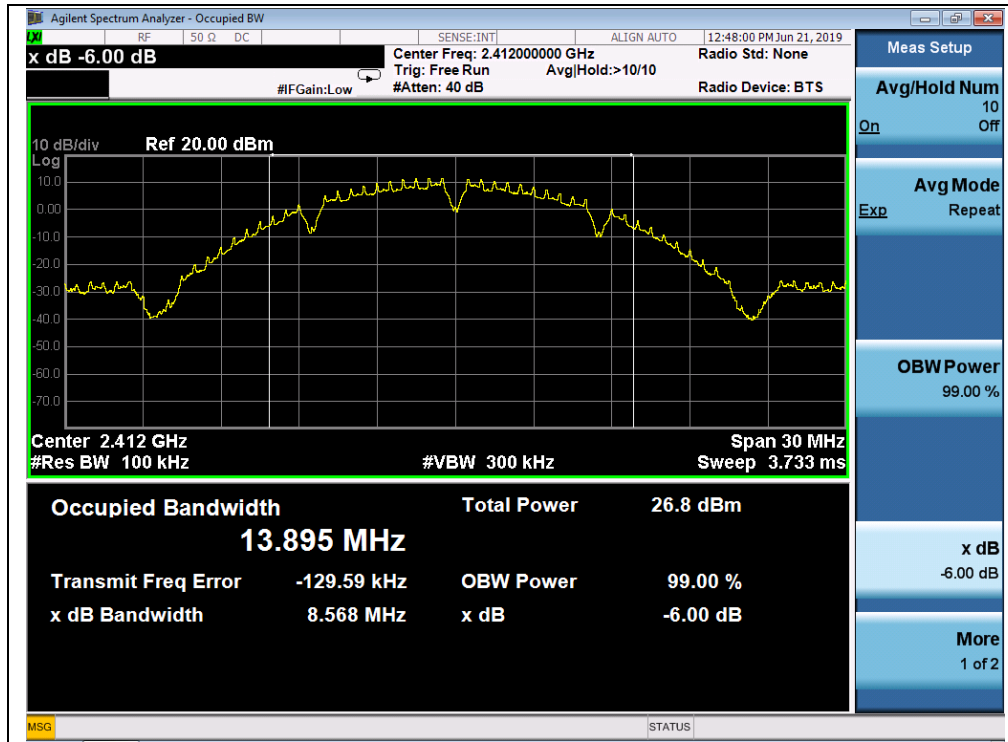 Agilent Spectrum Analyzer - Occupied BW
LXI RF 50 Ω DC SENSE:INT ALIGN AUTO 12:48:00 PM Jun 21, 2019
x dB -6.00 dB
Center Freq: 2.412000000 GHz Radio Std: None
Trig: Free Run Avg|Hold:>10/10
#IFGain:Low #Atten: 40 dB Radio Device: BTS
10 dB/div Ref 20.00 dBm
Log
10.0
0.00
-10.0
-20.0
-30.0
-40.0
-50.0
-60.0
-70.0
Center 2.412 GHz Span 30 MHz
#Res BW 100 kHz #VBW 300 kHz Sweep 3.733 ms
Occupied Bandwidth Total Power 26.8 dBm
13.895 MHz
Transmit Freq Error -129.59 kHz OBW Power 99.00 %
x dB Bandwidth 8.568 MHz x dB -6.00 dB
Meas Setup
Avg/Hold Num
10
On Off
Avg Mode
Exp Repeat
OBW Power
99.00 %
x dB
-6.00 dB
More
1 of 2
MSG STATUS